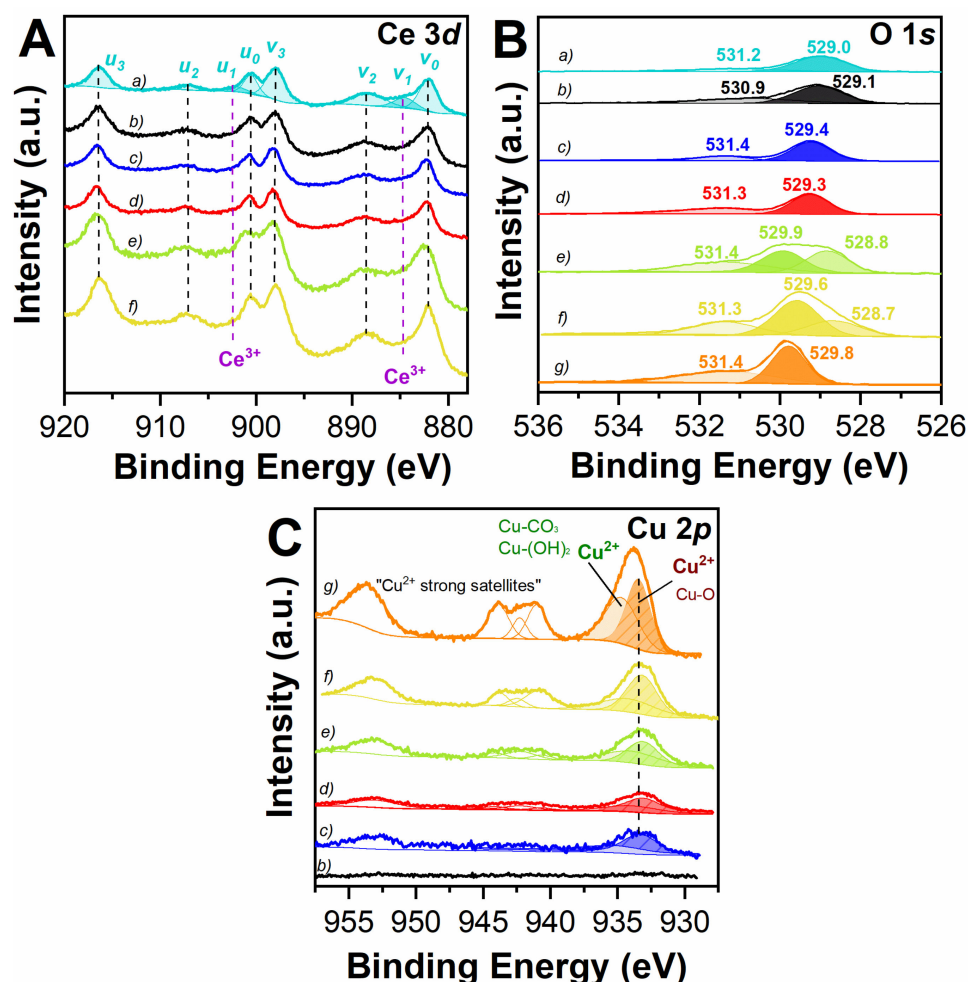 A
Ce 3d
u3 u2 u1 u0 v3 v2 v1 v0
a)
b)
c)
d)
e)
f)
Ce3+
Ce3+
Intensity (a.u.)
920 910 900 890 880
Binding Energy (eV)
B
O 1s
a) 531.2 529.0
b) 530.9 529.1
c) 531.4 529.4
d) 531.3 529.3
e) 531.4 529.9 528.8
f) 531.3 529.6 528.7
g) 531.4 529.8
Intensity (a.u.)
536 534 532 530 528 526
Binding Energy (eV)
C
Cu 2p
Cu-CO3
Cu-(OH)2 Cu2+
Cu2+
Cu-O
g) "Cu2+ strong satellites"
f)
e)
d)
c)
b)
Intensity (a.u.)
955 950 945 940 935 930
Binding Energy (eV)